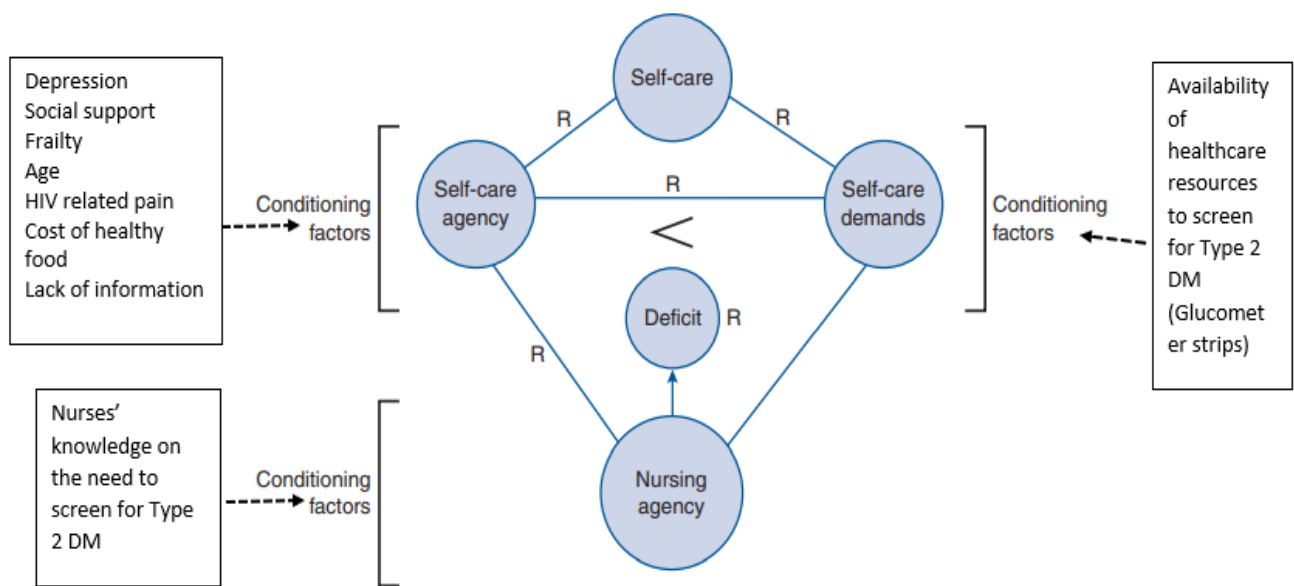 Depression
Social support
Frailty
Age
HIV related pain
Cost of healthy
food
Lack of information
Conditioning
factors
Self-care
R
R
Self-care
agency
R
Self-care
demands
<
Deficit
R
R
Conditioning
factors
Availability
of
healthcare
resources
to screen
for Type 2
DM
(Glucomet
er strips)
Nurses’
knowledge on
the need to
screen for Type
2 DM
Conditioning
factors
Nursing
agency